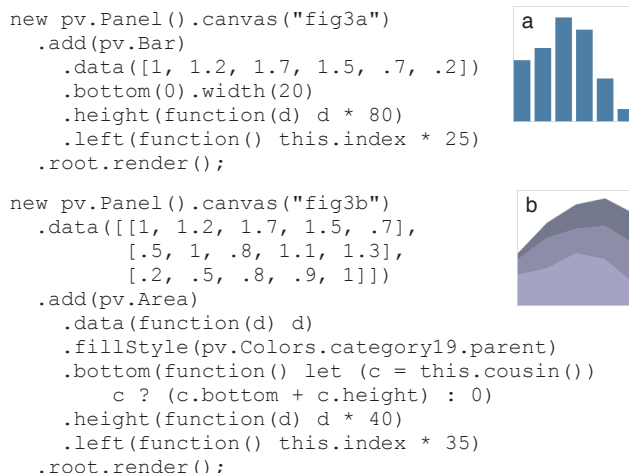 new pv.Panel().canvas("fig3a")
  .add(pv.Bar)
    .data([1, 1.2, 1.7, 1.5, .7, .2])
    .bottom(0).width(20)
    .height(function(d) d * 80)
    .left(function() this.index * 25)
  .root.render();
a
new pv.Panel().canvas("fig3b")
  .data([[1, 1.2, 1.7, 1.5, .7],
         [.5, 1, .8, 1.1, 1.3],
         [.2, .5, .8, .9, 1]])
  .add(pv.Area)
    .data(function(d) d)
    .fillStyle(pv.Colors.category19.parent)
    .bottom(function() let (c = this.cousin())
        c ? (c.bottom + c.height) : 0)
    .height(function(d) d * 40)
    .left(function() this.index * 35)
  .root.render();
b